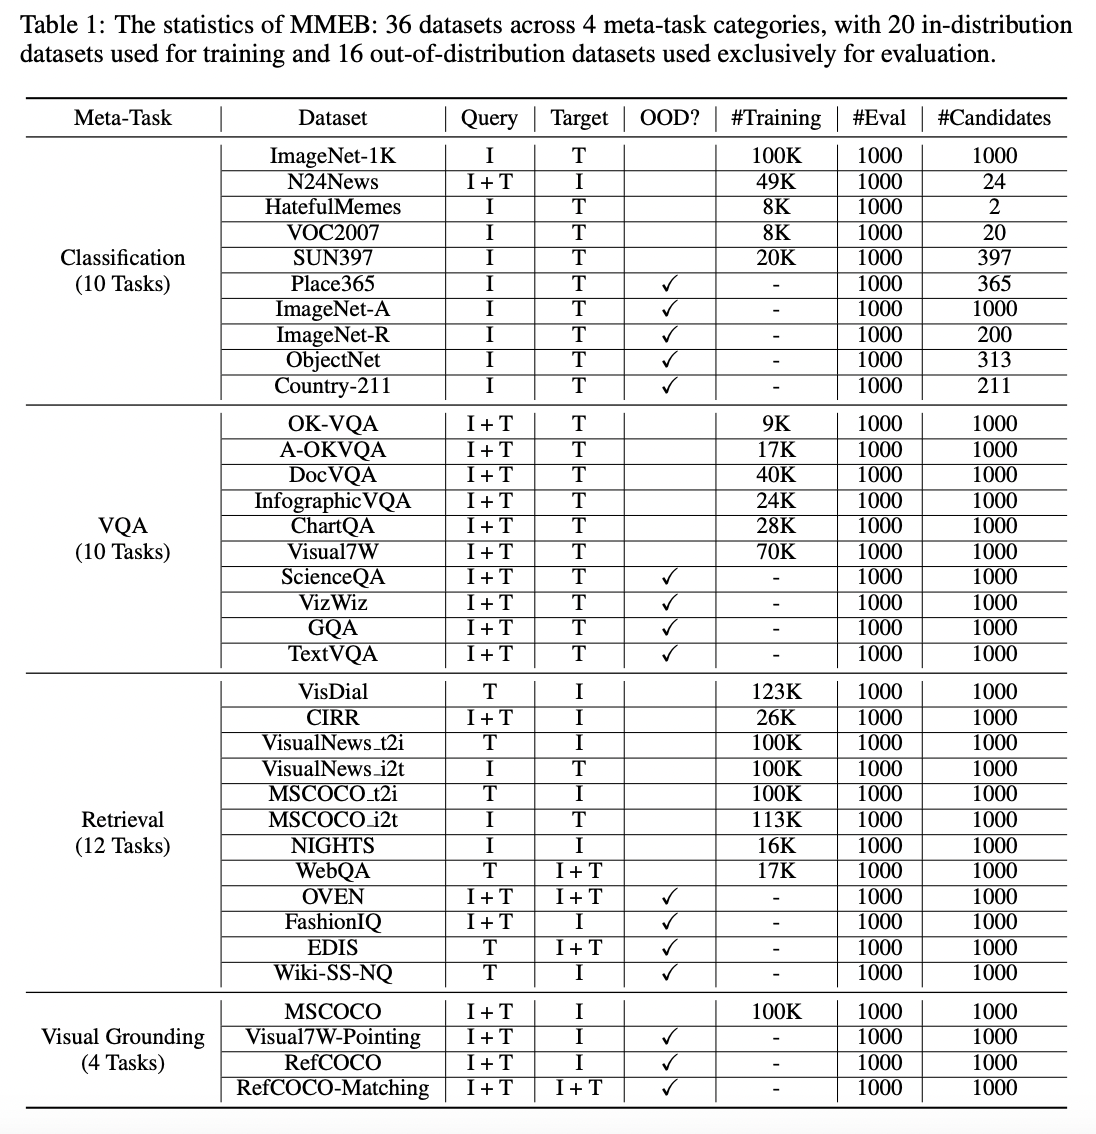 Table 1: The statistics of MMEB: 36 datasets across 4 meta-task categories, with 20 in-distribution
datasets used for training and 16 out-of-distribution datasets used exclusively for evaluation.
Meta-Task Dataset Query Target OOD? #Training #Eval #Candidates
ImageNet-1K I T 100K 1000 1000
N24News I + T I 49K 1000 24
HatefulMemes I T 8K 1000 2
VOC2007 I T 8K 1000 20
Classification SUN397 I T 20K 1000 397
(10 Tasks) Place365 I T ✓ - 1000 365
ImageNet-A I T ✓ - 1000 1000
ImageNet-R I T ✓ - 1000 200
ObjectNet I T ✓ - 1000 313
Country-211 I T ✓ - 1000 211
OK-VQA I + T T 9K 1000 1000
A-OKVQA I + T T 17K 1000 1000
DocVQA I + T T 40K 1000 1000
InfographicVQA I + T T 24K 1000 1000
VQA ChartQA I + T T 28K 1000 1000
(10 Tasks) Visual7W I + T T 70K 1000 1000
ScienceQA I + T T ✓ - 1000 1000
VizWiz I + T T ✓ - 1000 1000
GQA I + T T ✓ - 1000 1000
TextVQA I + T T ✓ - 1000 1000
VisDial T I 123K 1000 1000
CIRR I + T I 26K 1000 1000
VisualNews_t2i T I 100K 1000 1000
VisualNews_i2t I T 100K 1000 1000
MSCOCO_t2i T I 100K 1000 1000
Retrieval MSCOCO_i2t I T 113K 1000 1000
(12 Tasks) NIGHTS I I 16K 1000 1000
WebQA T I + T 17K 1000 1000
OVEN I + T I + T ✓ - 1000 1000
FashionIQ I + T I ✓ - 1000 1000
EDIS T I + T ✓ - 1000 1000
Wiki-SS-NQ T I ✓ - 1000 1000
MSCOCO I + T I 100K 1000 1000
Visual Grounding Visual7W-Pointing I + T I ✓ - 1000 1000
(4 Tasks) RefCOCO I + T I ✓ - 1000 1000
RefCOCO-Matching I + T I + T ✓ - 1000 1000